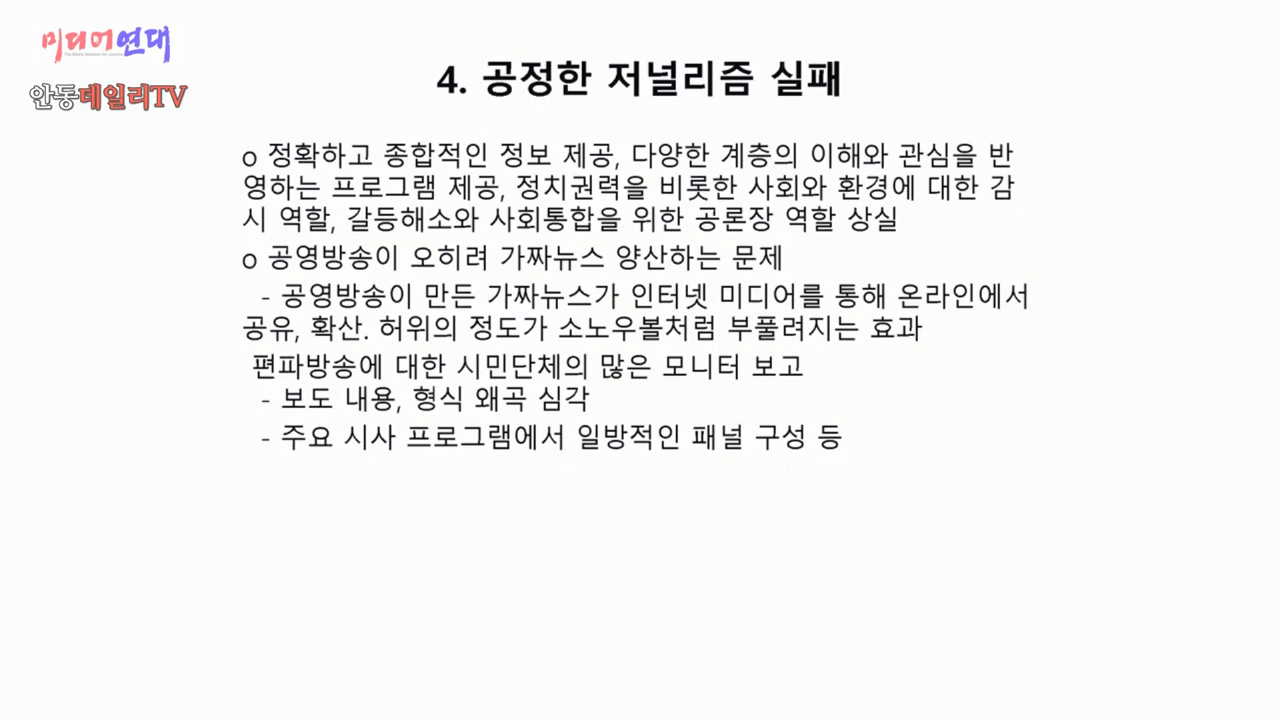 미디어연대
The Media Network for Justice
안동데일리TV
4. 공정한 저널리즘 실패
o 정확하고 종합적인 정보 제공, 다양한 계층의 이해와 관심을 반
영하는 프로그램 제공, 정치권력을 비롯한 사회와 환경에 대한 감
시 역할, 갈등해소와 사회통합을 위한 공론장 역할 상실
o 공영방송이 오히려 가짜뉴스 양산하는 문제
- 공영방송이 만든 가짜뉴스가 인터넷 미디어를 통해 온라인에서
공유, 확산. 허위의 정도가 소노우볼처럼 부풀려지는 효과
편파방송에 대한 시민단체의 많은 모니터 보고
- 보도 내용, 형식 왜곡 심각
- 주요 시사 프로그램에서 일방적인 패널 구성 등